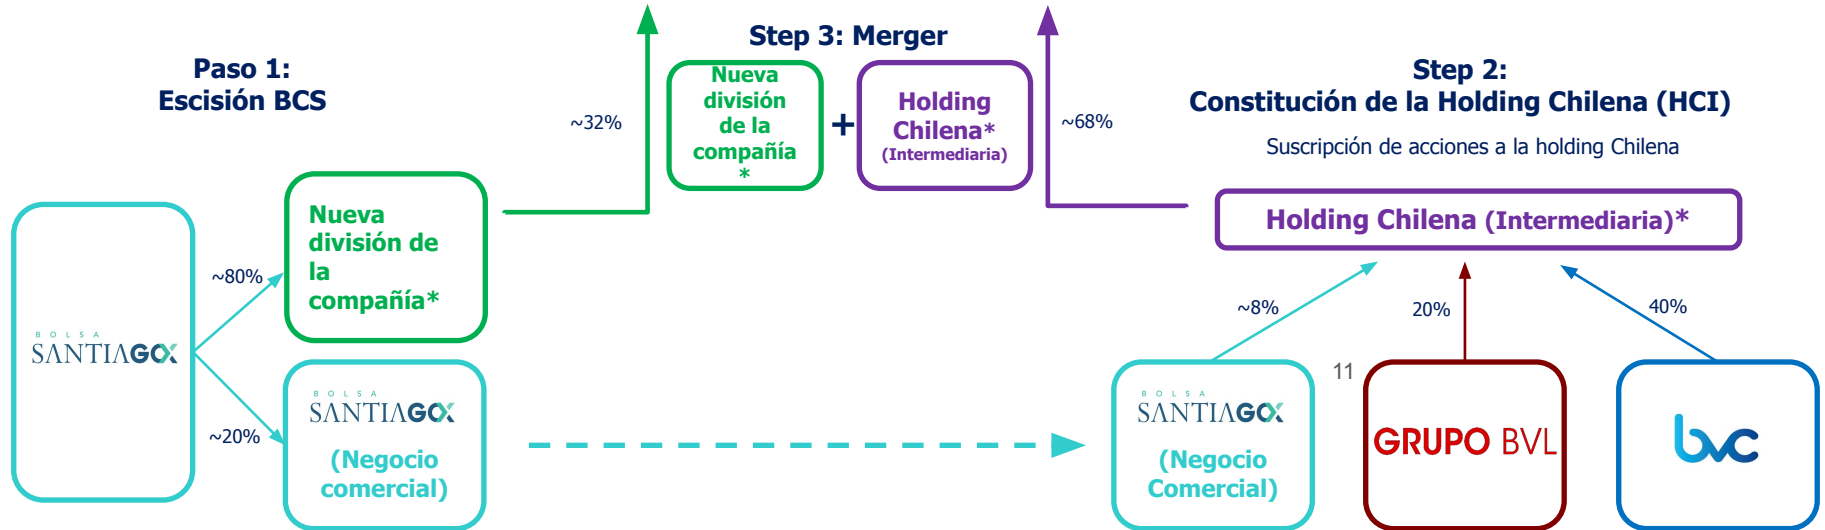 Paso 1:
Escisión BCS
BOLSA
SANTIAGOX
~80%
~20%
Nueva
división de
la
compañía*
BOLSA
SANTIAGOX
(Negocio
comercial)
~32%
Step 3: Merger
Nueva
división
de la
compañía
*
+
Holding
Chilena*
(Intermediaria)
~68%
Step 2:
Constitución de la Holding Chilena (HCI)
Suscripción de acciones a la holding Chilena
Holding Chilena (Intermediaria)*
~8%
20%
40%
BOLSA
SANTIAGOX
(Negocio
Comercial)
11
GRUPO BVL
bvc